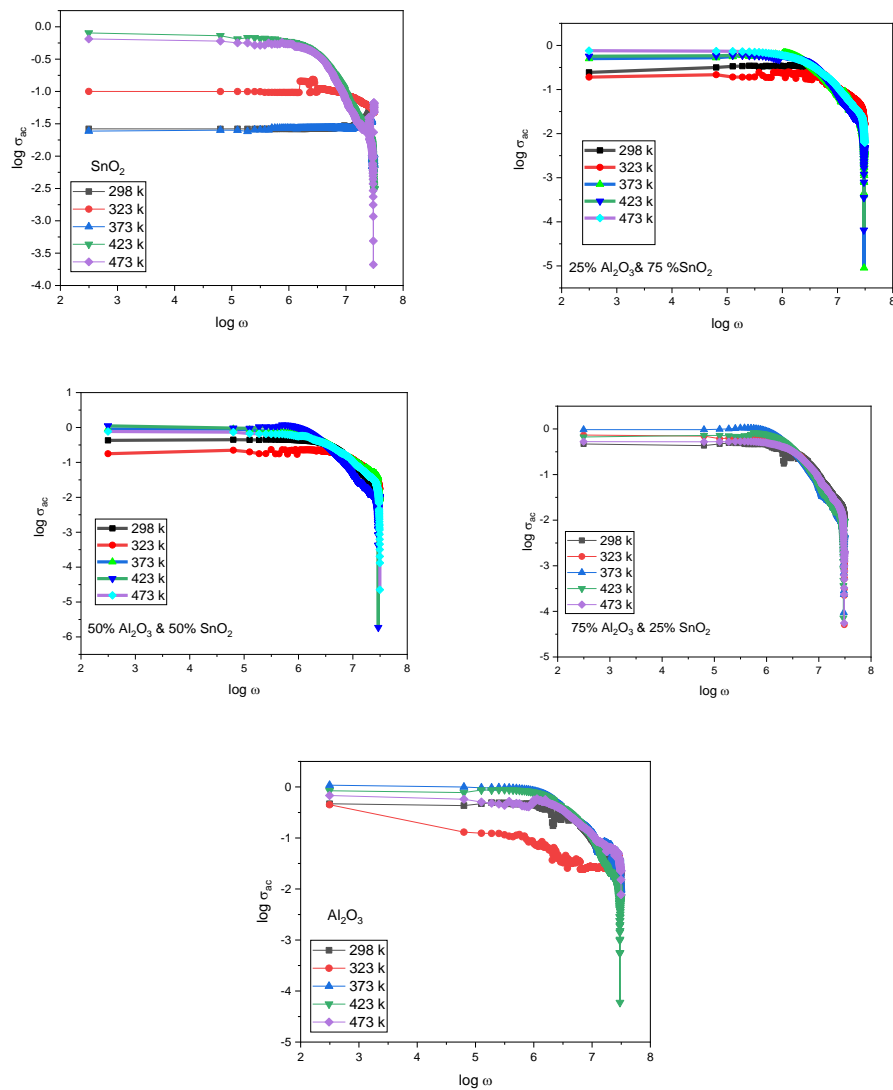 0.0
-0.5
-1.0
-1.5
-2.0
-2.5
-3.0
-3.5
-4.0
log σac
SnO2
298 k
323 k
373 k
423 k
473 k
2 3 4 5 6 7 8
log ω
0
-1
-2
-3
-4
-5
log σac
298 k
323 k
373 k
423 k
473 k
25% Al2O3& 75 %SnO2
2 3 4 5 6 7 8
log ω
1
0
-1
-2
-3
-4
-5
-6
log σac
298 k
323 k
373 k
423 k
473 k
50% Al2O3 & 50% SnO2
2 3 4 5 6 7 8
log ω
0
-1
-2
-3
-4
-5
log σac
298 k
323 k
373 k
423 k
473 k
75% Al2O3 & 25% SnO2
2 3 4 5 6 7 8
log ω
0
-1
-2
-3
-4
-5
log σac
Al2O3
298 k
323 k
373 k
423 k
473 k
2 3 4 5 6 7 8
log ω